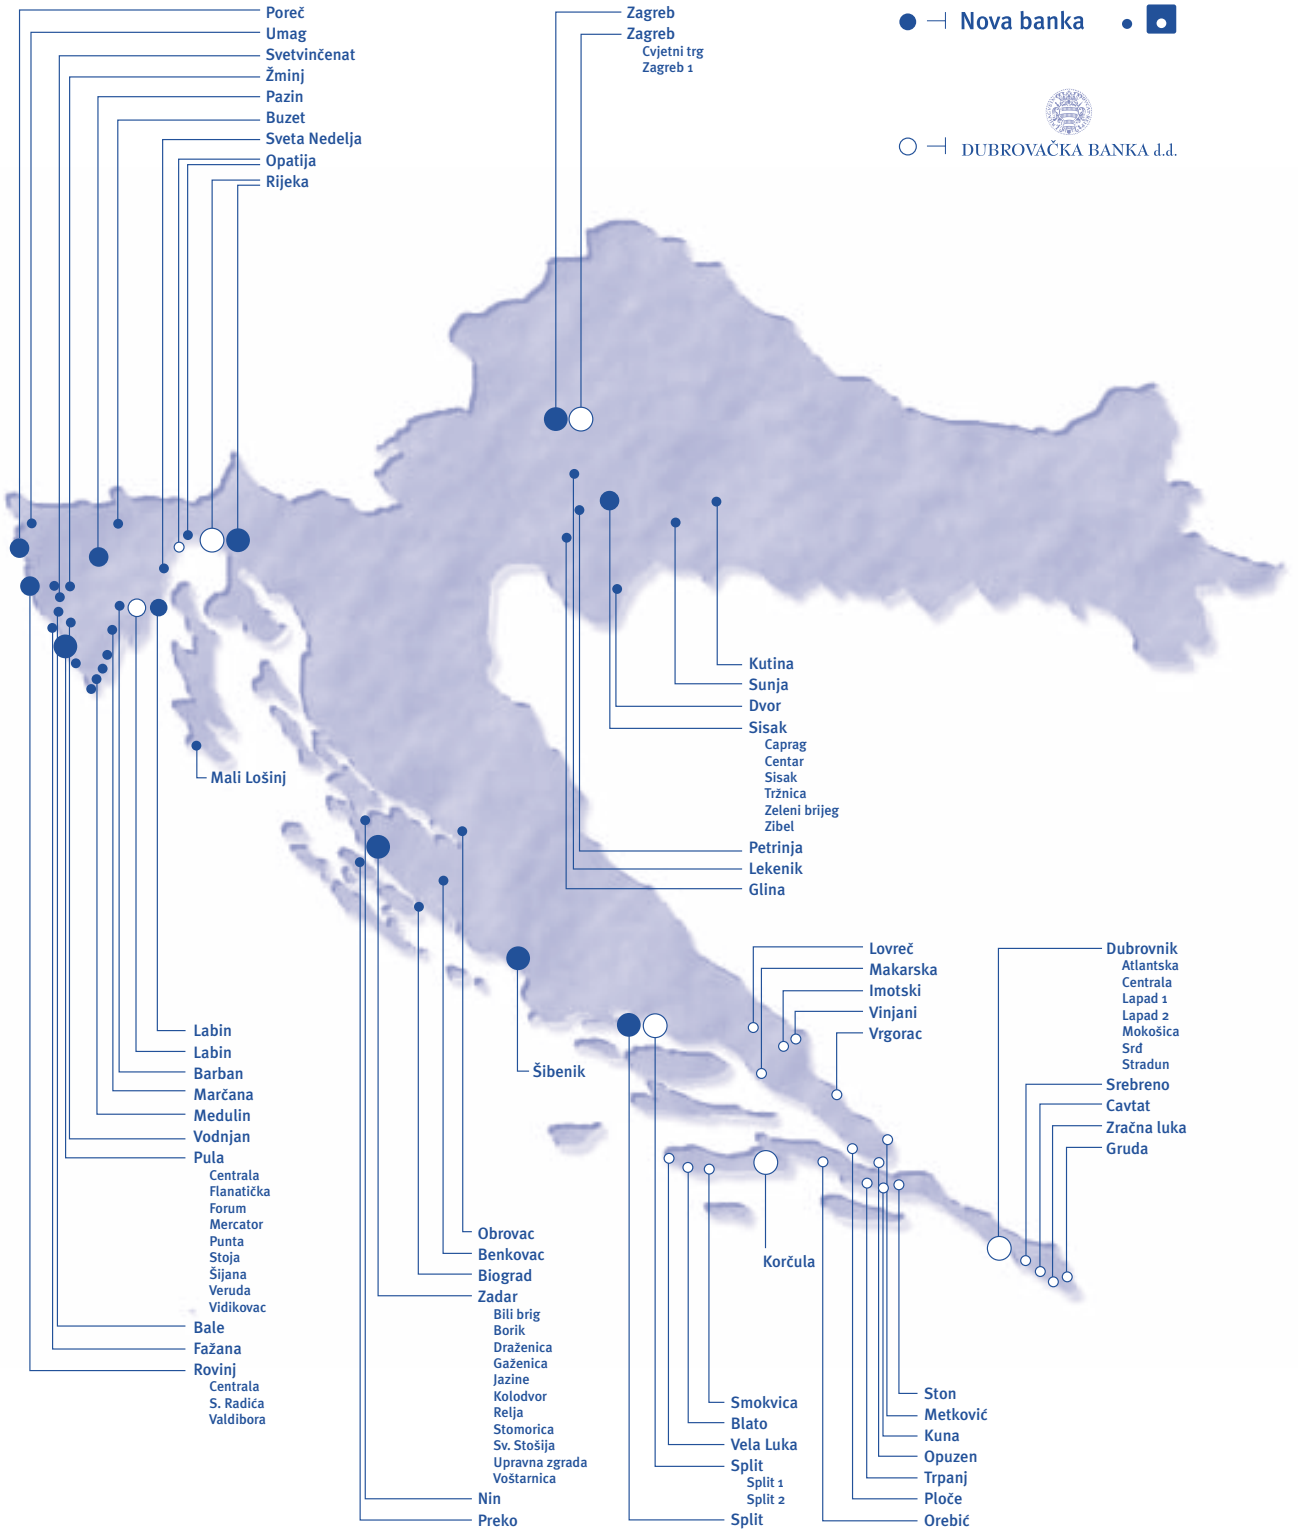 Poreč
Umag
Svetvinčenat
Žminj
Pazin
Buzet
Sveta Nedelja
Opatija
Rijeka
Zagreb
Zagreb
Cvjetni trg
Zagreb 1
Nova banka
DUBROVAČKA BANKA d.d.
Mali Lošinj
Kutina
Sunja
Dvor
Sisak
Caprag
Centar
Sisak
Tržnica
Zeleni brijeg
Zibel
Petrinja
Lekenik
Glina
Lovreč
Makarska
Imotski
Vinjani
Vrgorac
Dubrovnik
Atlantska
Centrala
Lapad 1
Lapad 2
Mokošica
Srđ
Stradun
Srebreno
Cavtat
Zračna luka
Gruda
Labin
Labin
Barban
Marčana
Medulin
Vodnjan
Pula
Centrala
Flanatička
Forum
Mercator
Punta
Stoja
Šijana
Veruda
Vidikovac
Bale
Fažana
Rovinj
Centrala
S. Radića
Valdibora
Šibenik
Korčula
Obrovac
Benkovac
Biograd
Zadar
Bili brig
Borik
Draženica
Gaženica
Jazine
Kolodvor
Relja
Stomorica
Sv. Stošija
Upravna zgrada
Voštarnica
Nin
Preko
Smokvica
Blato
Vela Luka
Split
Split 1
Split 2
Split
Ston
Metković
Kuna
Opuzen
Trpanj
Ploče
Orebić